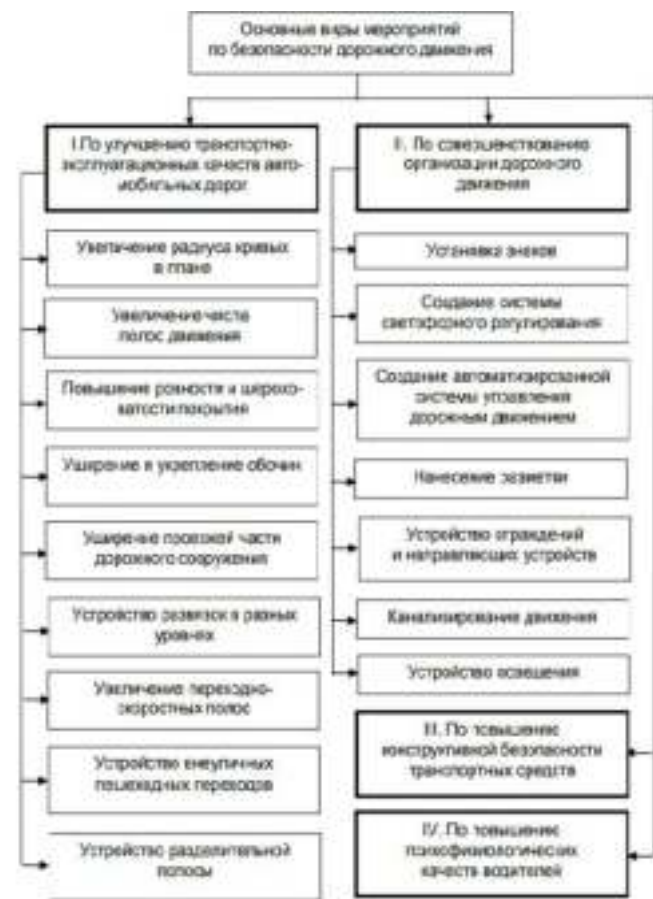 Основные виды мероприятий
по безопасности дорожного движения
I По улучшению транспортно-
эксплуатационных качеств авто-
мобильных дорог
Увеличение радиуса кривых
в плане
Увеличение числа
полос движения
Повышение ровности и шерохо-
ватости покрытия
Уширение и укрепление обочин
Уширение проезжей части
дорожного сооружения
Устройство развязок в разных
уровнях
Увеличение переходно-
скоростных полос
Устройство внеуличных
пешеходных переходов
Устройство разделительной
полосы
II. По совершенствованию
организации дорожного
движения
Установка знаков
Создание системы
светофорного регулирования
Создание автоматизированной
системы управления
дорожным движением
Нанесение разметки
Устройство ограждений
и направляющих устройств
Канализирование движения
Устройство освещения
III. По повышению
конструктивной безопасности
транспортных средств
IV. По повышению
психофизиологических
качеств водителей